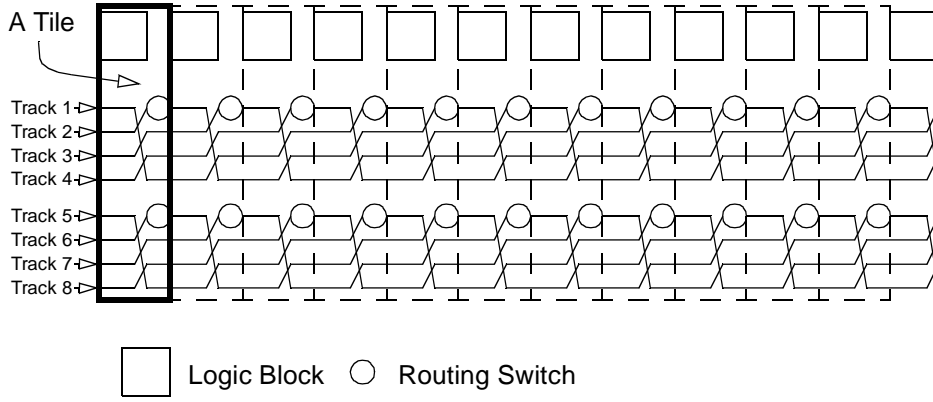 A Tile
Track 1
Track 2
Track 3
Track 4
Track 5
Track 6
Track 7
Track 8
Logic Block
Routing Switch